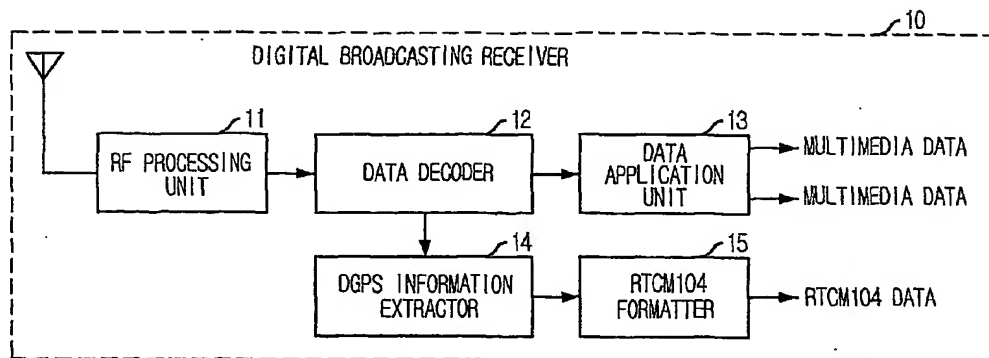 10
DIGITAL BROADCASTING RECEIVER
11
12
13
RF PROCESSING
UNIT
DATA DECODER
DATA
APPLICATION
UNIT
MULTIMEDIA DATA
MULTIMEDIA DATA
14
15
DGPS INFORMATION
EXTRACTOR
RTCM104
FORMATTER
RTCM104 DATA